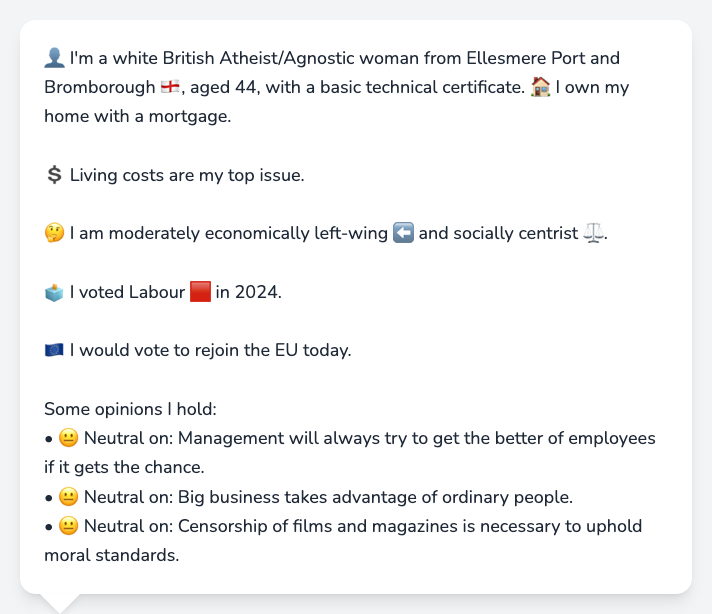 👤 I'm a white British Atheist/Agnostic woman from Ellesmere Port and
Bromborough 🏴󠁧󠁢󠁥󠁮󠁧󠁿, aged 44, with a basic technical certificate. 🏠 I own my
home with a mortgage.
💲 Living costs are my top issue.
🤔 I am moderately economically left-wing ⬅️ and socially centrist ⚖️.
🗳️ I voted Labour 🟥 in 2024.
🇪🇺 I would vote to rejoin the EU today.
Some opinions I hold:
• 😐 Neutral on: Management will always try to get the better of employees
if it gets the chance.
• 😐 Neutral on: Big business takes advantage of ordinary people.
• 😐 Neutral on: Censorship of films and magazines is necessary to uphold
moral standards.